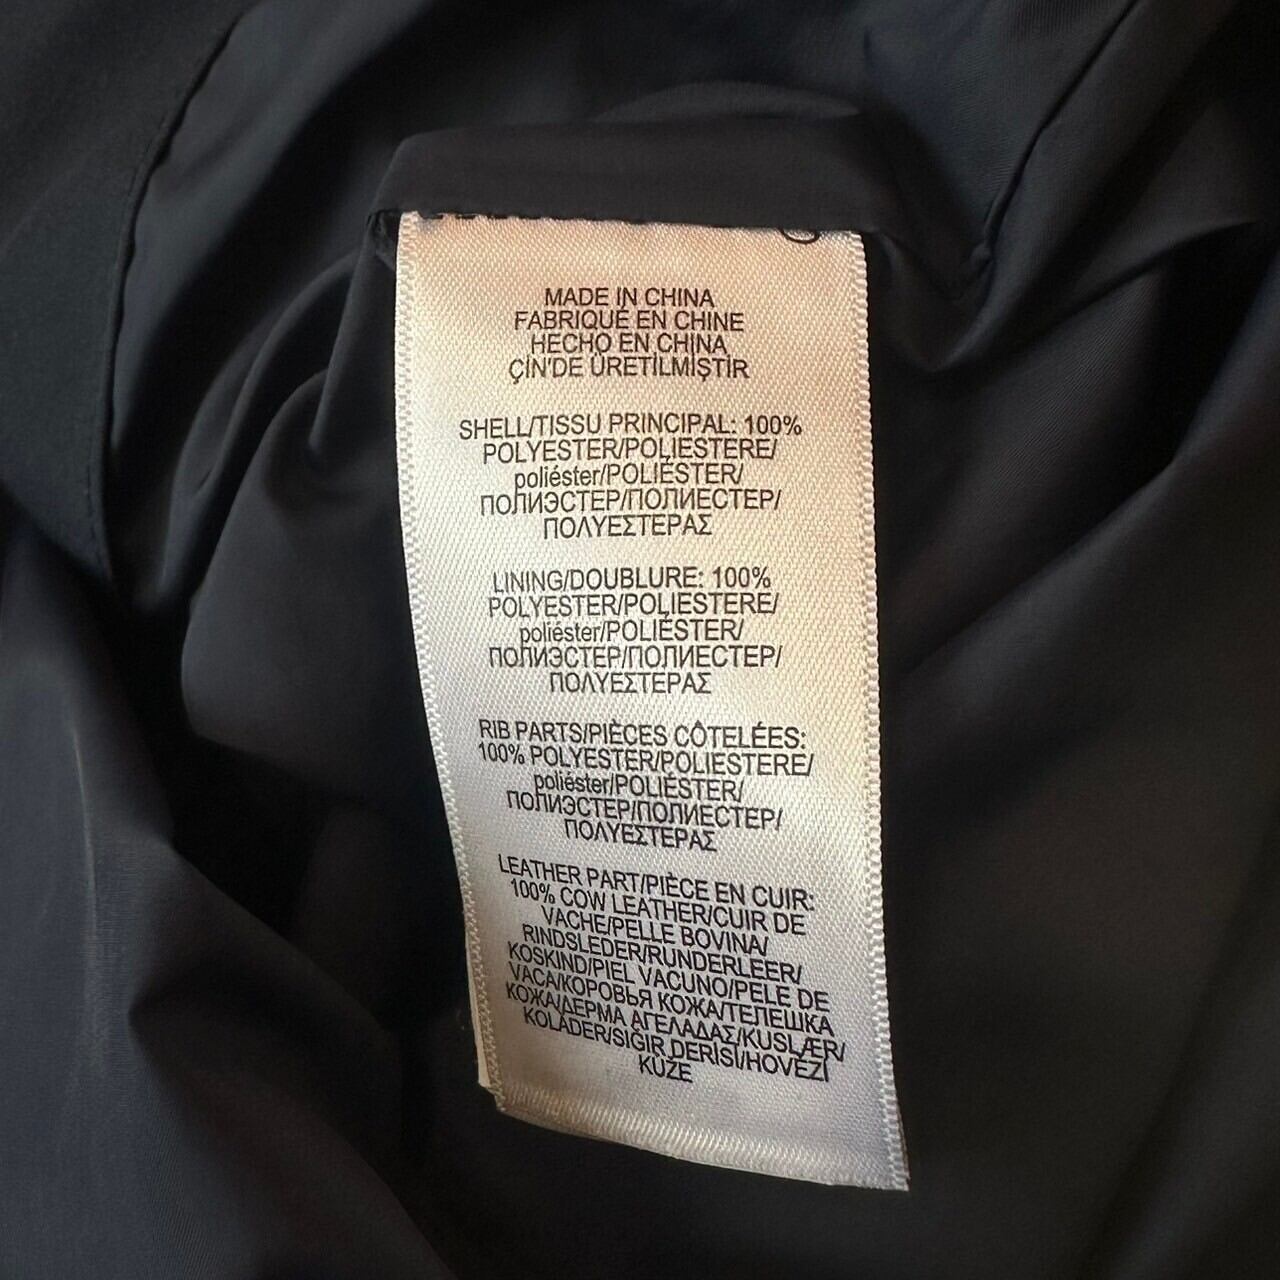 MADE IN CHINA
FABRIQUÉ EN CHINE
HECHO EN CHINA
ÇİN'DE ÜRETİLMİŞTİR
SHELL/TISSU PRINCIPAL: 100%
POLYESTER/POLIESTERE/
poliéster/POLIÉSTER/
ПОЛИЭСТЕР/ПОЛИЕСТЕР/
ΠΟΛΥΕΣΤΕΡΑΣ
LINING/DOUBLURE: 100%
POLYESTER/POLIESTERE/
poliéster/POLIÉSTER/
ПОЛИЭСТЕР/ПОЛИЕСТЕР/
ΠΟΛΥΕΣΤΕΡΑΣ
RIB PARTS/PIÈCES CÔTELÉES:
100% POLYESTER/POLIESTERE/
poliéster/POLIÉSTER/
ПОЛИЭСТЕР/ПОЛИЕСТЕР/
ΠΟΛΥΕΣΤΕΡΑΣ
LEATHER PART/PIÈCE EN CUIR:
100% COW LEATHER/CUIR DE
VACHE/PELLE BOVINA/
RINDSLEDER/RUNDERLEER/
KOSKIND/PIEL VACUNO/PELE DE
VACA/КОРОВЬЯ КОЖА/ТЕЛЕШКА
КОЖА/ΔΕΡΜΑ ΑΓΕΛΑΔΑΣ/KUSLÆR/
KOLÄDER/SIĞIR DERİSİ/HOVĚZÍ
KŮŽE